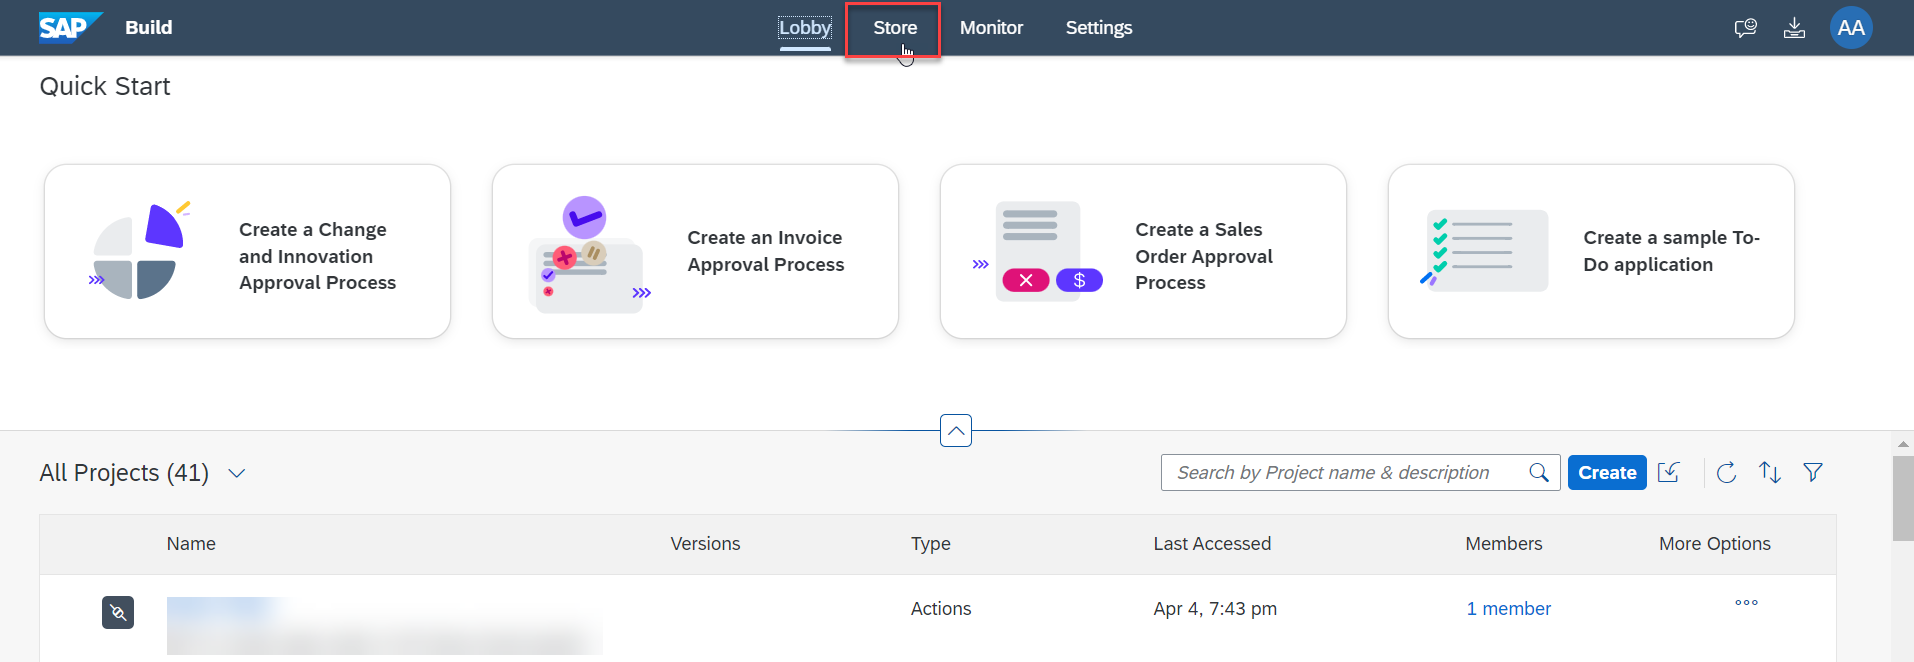 SAP Build Lobby Store Monitor Settings AA
Quick Start
Create a Change
and Innovation
Approval Process
Create an Invoice
Approval Process
Create a Sales
Order Approval
Process
$
Create a sample To-
Do application
All Projects (41) Search by Project name & description Create
Name Versions Type Last Accessed Members More Options
Actions Apr 4, 7:43 pm 1 member